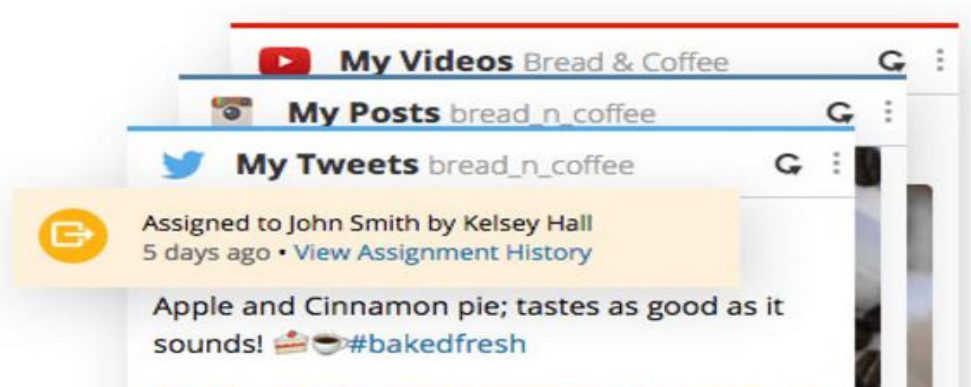 My Videos Bread & Coffee
My Posts bread_n_coffee
My Tweets bread_n_coffee
Assigned to John Smith by Kelsey Hall
5 days ago • View Assignment History
Apple and Cinnamon pie; tastes as good as it
sounds! 🍰☕#bakedfresh